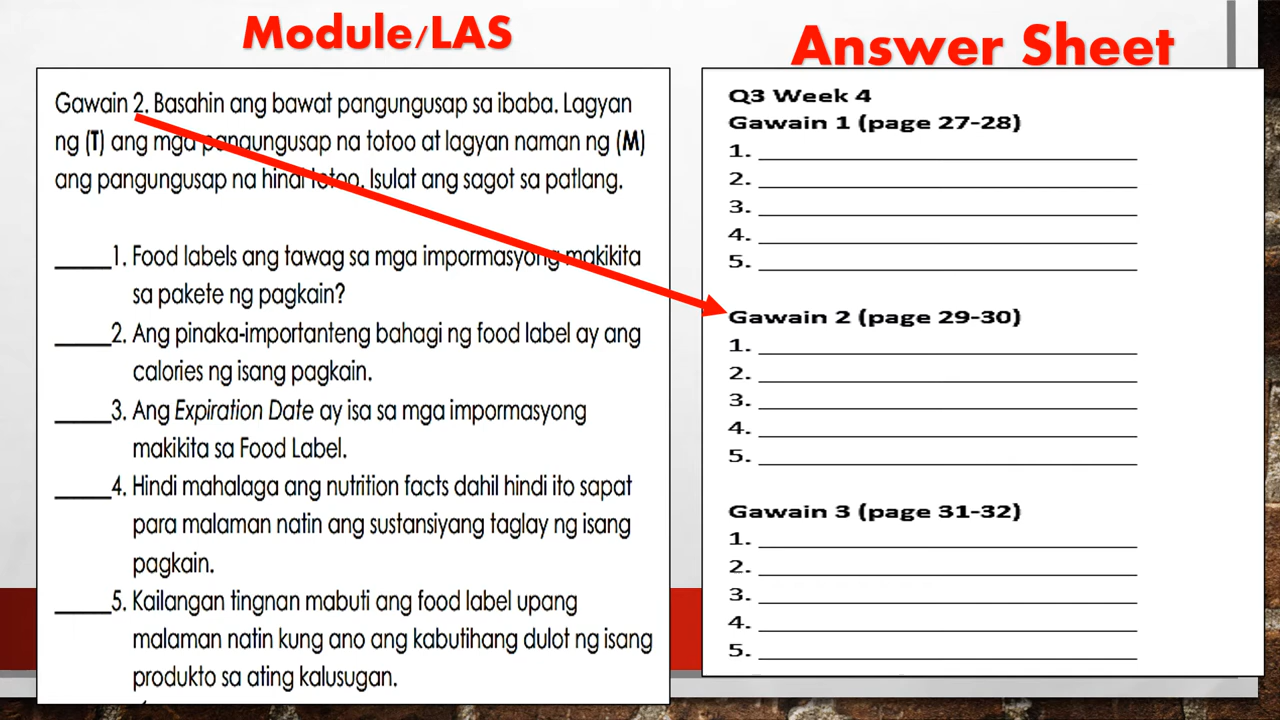 Module/LAS
Gawain 2. Basahin ang bawat pangungusap sa ibaba. Lagyan
ng (T) ang mga pangungusap na totoo at lagyan naman ng (M)
ang pangungusap na hindi totoo. Isulat ang sagot sa patlang.
______1. Food labels ang tawag sa mga impormasyong makikita
sa pakete ng pagkain?
______2. Ang pinaka-importanteng bahagi ng food label ay ang
calories ng isang pagkain.
______3. Ang Expiration Date ay isa sa mga impormasyong
makikita sa Food Label.
______4. Hindi mahalaga ang nutrition facts dahil hindi ito sapat
para malaman natin ang sustansiyang taglay ng isang
pagkain.
______5. Kailangan tingnan mabuti ang food label upang
malaman natin kung ano ang kabutihang dulot ng isang
produkto sa ating kalusugan.
Answer Sheet
Q3 Week 4
Gawain 1 (page 27-28)
1. ______________________________
2. ______________________________
3. ______________________________
4. ______________________________
5. ______________________________
Gawain 2 (page 29-30)
1. ______________________________
2. ______________________________
3. ______________________________
4. ______________________________
5. ______________________________
Gawain 3 (page 31-32)
1. ______________________________
2. ______________________________
3. ______________________________
4. ______________________________
5. ______________________________